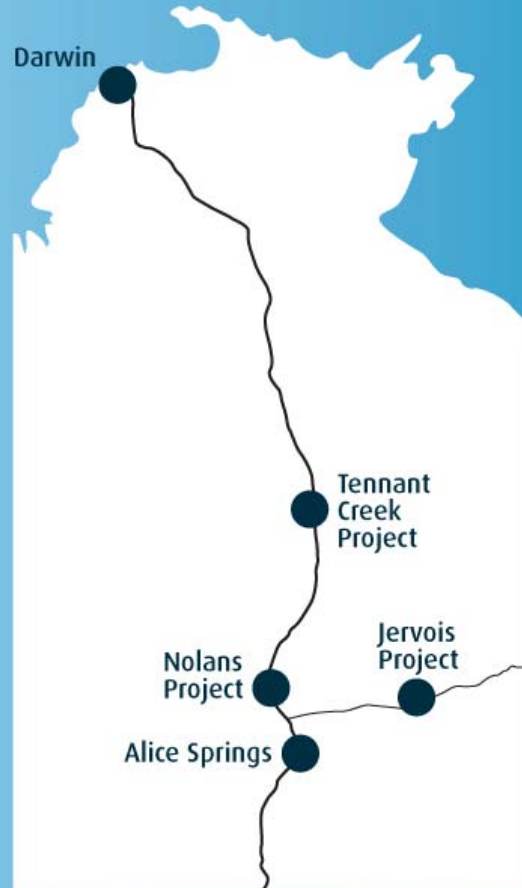 Darwin
Tennant
Creek
Project
Jervois
Project
Nolans
Project
Alice Springs